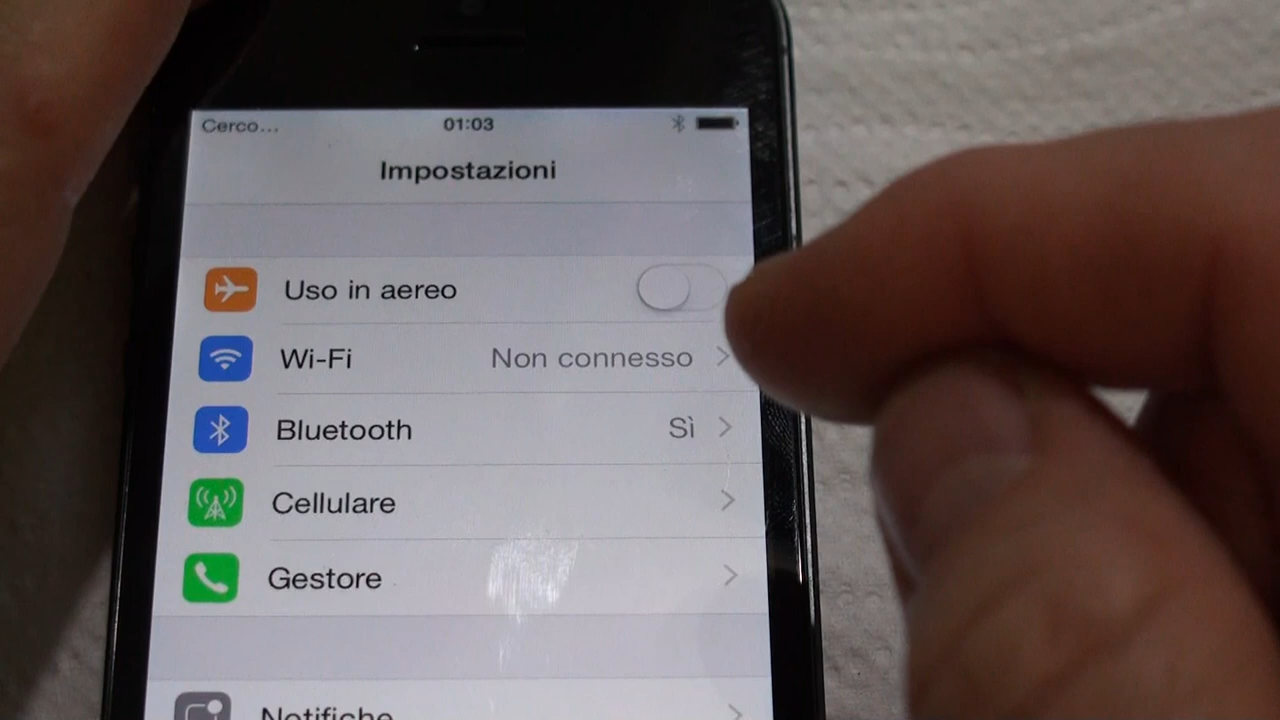 Cerco... 01:03
Impostazioni
Uso in aereo
Wi-Fi Non connesso
Bluetooth Sì
Cellulare
Gestore
Notifiche